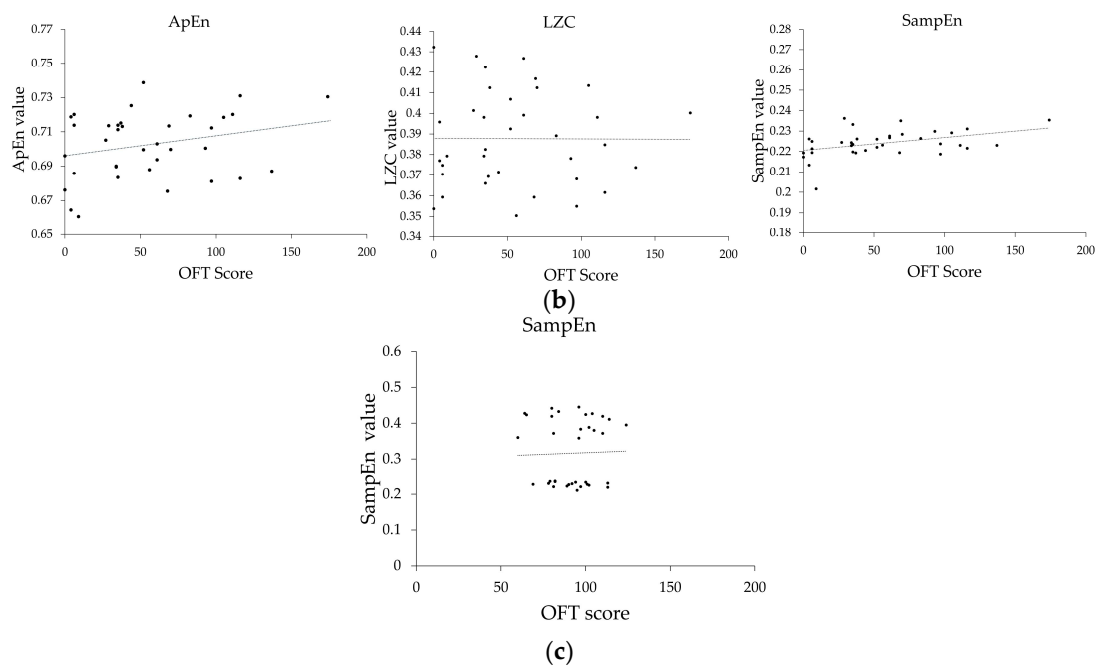 ApEn
0.77
0.75
0.73
0.71
0.69
0.67
0.65
ApEn value
0 50 100 150 200
OFT Score
LZC
0.44
0.43
0.42
0.41
0.40
0.39
0.38
0.37
0.36
0.35
0.34
LZC value
0 50 100 150 200
OFT Score
SampEn
0.28
0.27
0.26
0.25
0.24
0.23
0.22
0.21
0.20
0.19
0.18
SampEn value
0 50 100 150 200
OFT Score
(b)
SampEn
0.6
0.5
0.4
0.3
0.2
0.1
0
SampEn value
0 50 100 150 200
OFT score
(c)